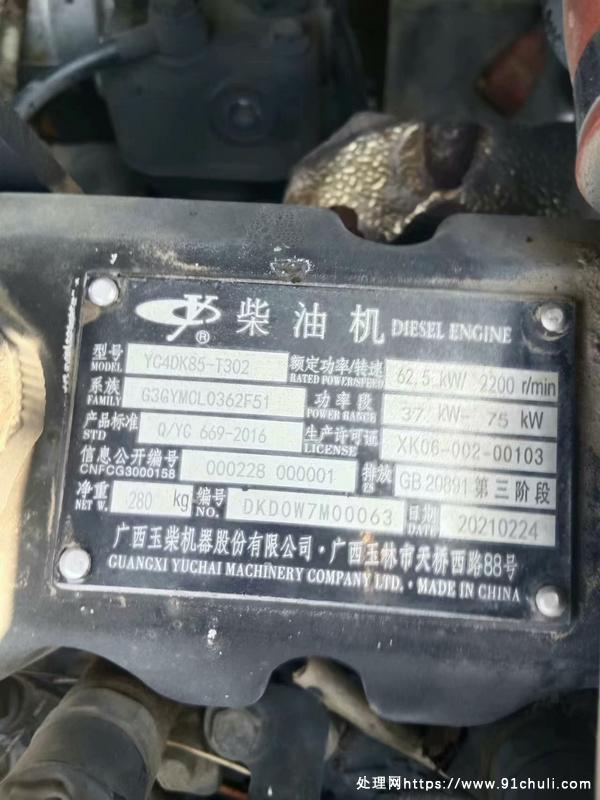 YC ® 柴油机 DIESEL ENGINE
型号 MODEL YC4DK85-T302 额定功率/转速 RATED POWER/SPEED 62.5 kW/ 2200 r/min
系族 FAMILY G3GYMCL0362F51 功率段 POWER RANGE 37 kW- 75 kW
产品标准 STD Q/YC 669-2016 生产许可证 LICENSE XK06-002-00103
信息公开编号 CNFCG3000158 000228 000001 排放 ES GB 20891 第三阶段
净重 NET W. 280 kg 编号 NO. DKD0W7M00063 日期 DATE 20210224
广西玉柴机器股份有限公司·广西玉林市天桥西路88号
GUANGXI YUCHAI MACHINERY COMPANY LTD. · MADE IN CHINA
处理网https://www.91chuli.com/